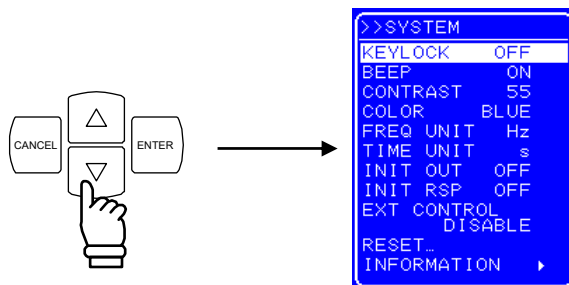 CANCEL
ENTER
>>SYSTEM
KEYLOCK OFF
BEEP ON
CONTRAST 55
COLOR BLUE
FREQ UNIT Hz
TIME UNIT s
INIT OUT OFF
INIT RSP OFF
EXT CONTROL
DISABLE
RESET…
INFORMATION